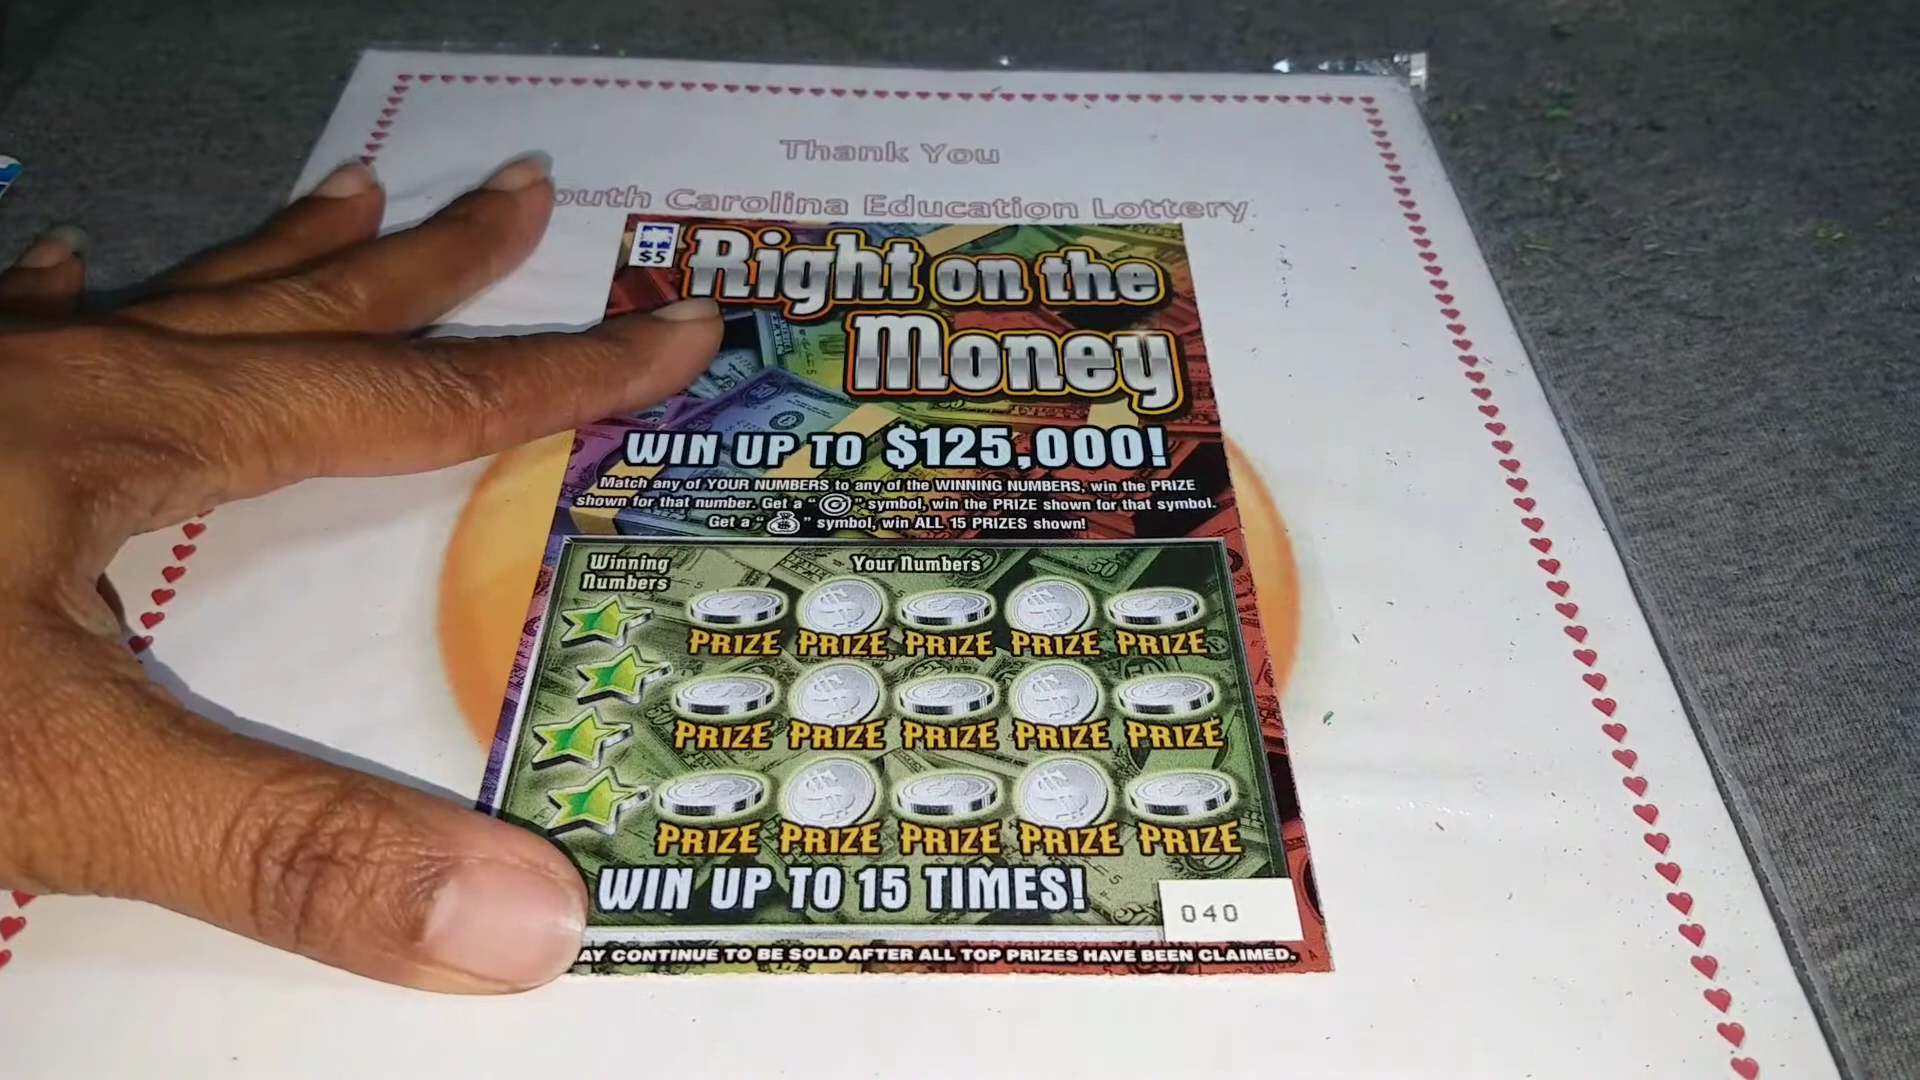 Thank You
outh Carolina Education Lottery
$5
Right on the
Money
WIN UP TO $125,000!
Match any of YOUR NUMBERS to any of the WINNING NUMBERS, win the PRIZE
shown for that number. Get a " " symbol, win the PRIZE shown for that symbol.
Get a " " symbol, win ALL 15 PRIZES shown!
Winning
Numbers
Your Numbers
PRIZE PRIZE PRIZE PRIZE PRIZE
PRIZE PRIZE PRIZE PRIZE PRIZE
PRIZE PRIZE PRIZE PRIZE PRIZE
WIN UP TO 15 TIMES!
040
AY CONTINUE TO BE SOLD AFTER ALL TOP PRIZES HAVE BEEN CLAIMED.